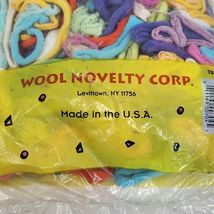 WOOL NOVELTY CORP.
Levittown, NY 11756
Made in the U.S.A.